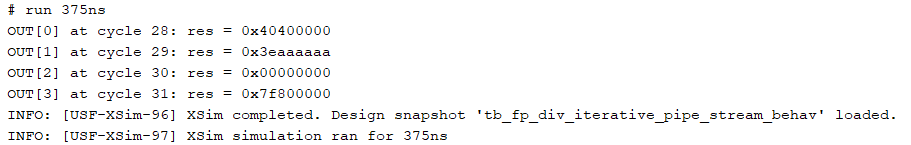 # run 375ns
OUT[0] at cycle 28: res = 0x40400000
OUT[1] at cycle 29: res = 0x3eaaaaaa
OUT[2] at cycle 30: res = 0x00000000
OUT[3] at cycle 31: res = 0x7f800000
INFO: [USF-XSim-96] XSim completed. Design snapshot 'tb_fp_div_iterative_pipe_stream_behav' loaded.
INFO: [USF-XSim-97] XSim simulation ran for 375ns